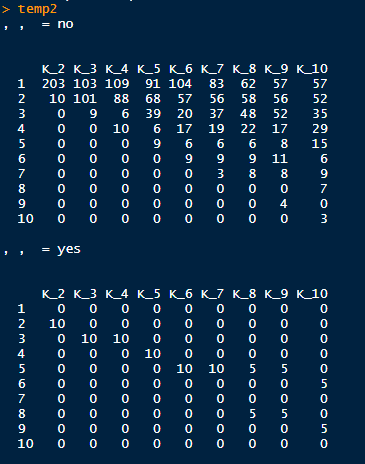 > temp2
, ,  = no

     K_2 K_3 K_4 K_5 K_6 K_7 K_8 K_9 K_10
  1  203 103 109  91 104  83  62  57   57
  2   10 101  88  68  57  56  58  56   52
  3    0   9   6  39  20  37  48  52   35
  4    0   0  10   6  17  19  22  17   29
  5    0   0   0   9   6   6   6   8   15
  6    0   0   0   0   9   9   9  11    6
  7    0   0   0   0   0   3   8   8    9
  8    0   0   0   0   0   0   0   0    7
  9    0   0   0   0   0   0   0   4    0
  10   0   0   0   0   0   0   0   0    3

, ,  = yes

     K_2 K_3 K_4 K_5 K_6 K_7 K_8 K_9 K_10
  1    0   0   0   0   0   0   0   0    0
  2   10   0   0   0   0   0   0   0    0
  3    0  10  10   0   0   0   0   0    0
  4    0   0   0  10   0   0   0   0    0
  5    0   0   0   0  10  10   5   5    0
  6    0   0   0   0   0   0   0   0    5
  7    0   0   0   0   0   0   0   0    0
  8    0   0   0   0   0   0   5   5    0
  9    0   0   0   0   0   0   0   0    5
  10   0   0   0   0   0   0   0   0    0